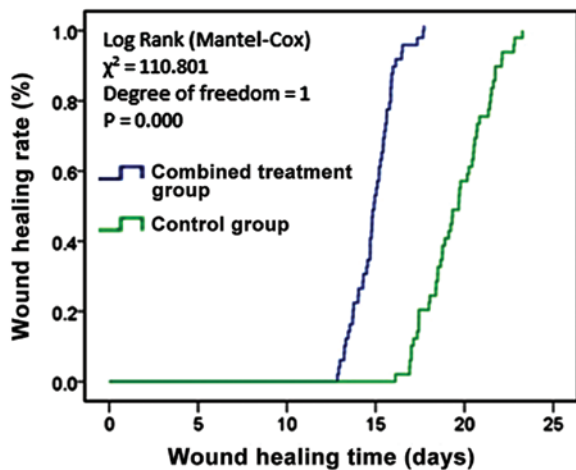 Wound healing rate (%)
1.0
0.8
0.6
0.4
0.2
0.0
Log Rank (Mantel-Cox)
χ² = 110.801
Degree of freedom = 1
P = 0.000
Combined treatment
group
Control group
0 5 10 15 20 25
Wound healing time (days)